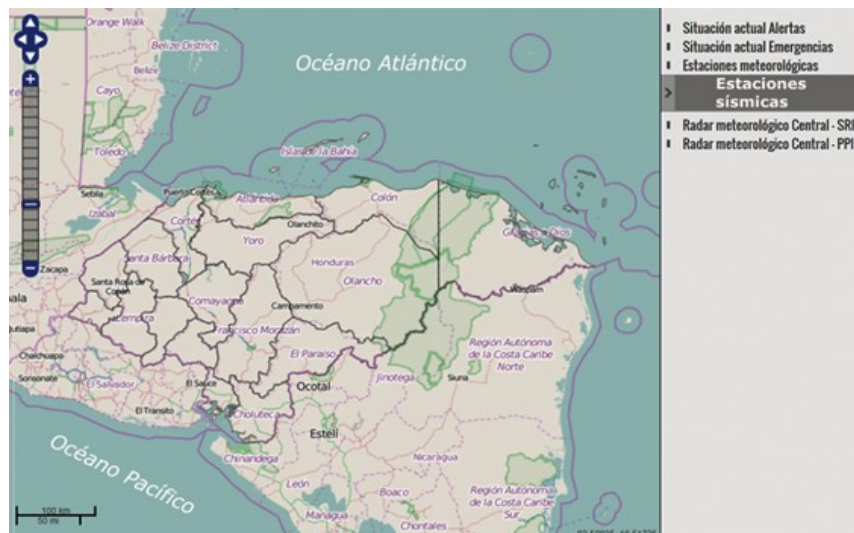 Orange Walk
Belize District
Belize
Cayo
Toledo
Océano Atlántico
Islas de la Bahía
Puerto Cortés
Sebila
Izabal
Cortés
Atlántida
Colón
Olanchito
Gracias a Dios
Yoro
Zacapa
Santa Bárbara
Honduras
Santa Rosa de
Copán
Olancho
Waspam
Comayagua
Campamento
Lempira
Francisco Morazán
Jutiapa
El Paraíso
Región Autónoma
de la Costa Caribe
Norte
Chalchuapa
Sonsonate
El Salvador
El Sauce
Ocotal
Jinotega
Siuna
El Transito
Choluteca
Estelí
Océano Pacífico
Chinandega
Nicaragua
León
Boaco
Región Autónoma
de la Costa Caribe
Sur
Managua
Chontales
100 km
50 mi
Situación actual Alertas
Situación actual Emergencias
Estaciones meteorológicas
Estaciones
sísmicas
Radar meteorológico Central - SRI
Radar meteorológico Central - PPI